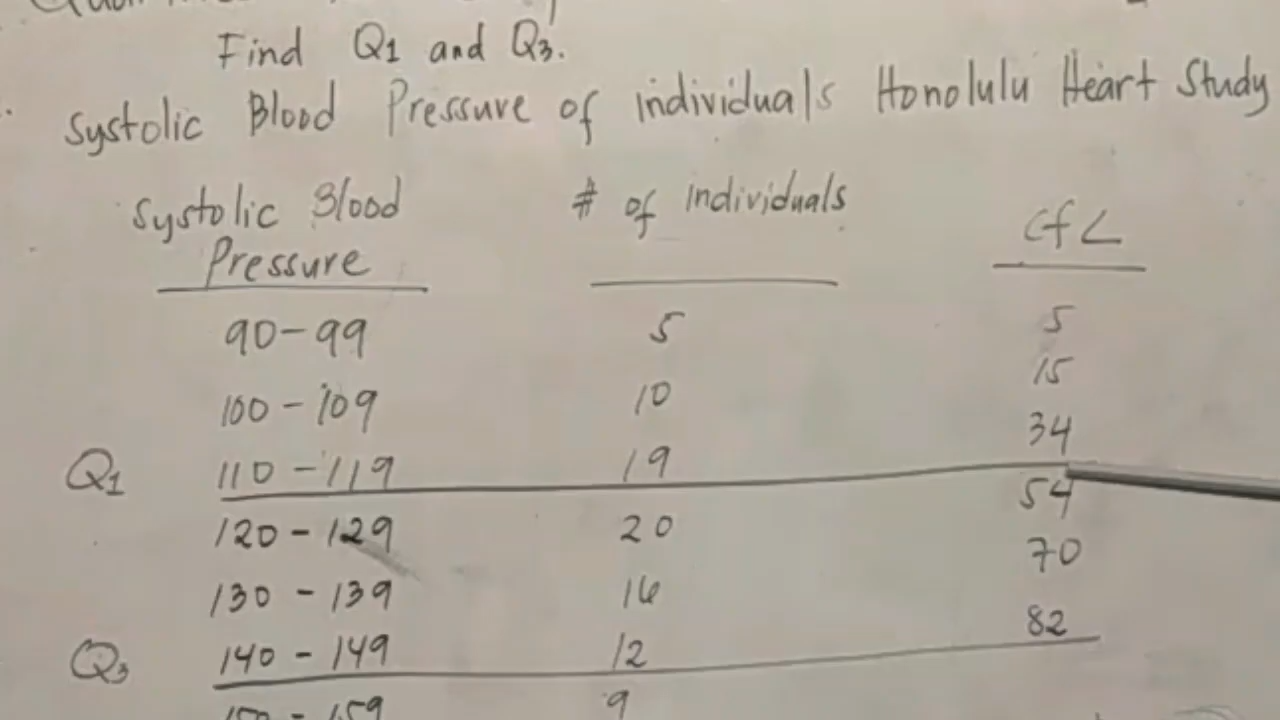 Find Q1 and Q3.
Systolic Blood Pressure of individuals Honolulu Heart Study
Systolic Blood Pressure # of individuals cf<
90-99 5 5
100-109 10 15
Q1 110-119 19 34
120-129 20 54
130-139 16 70
Q3 140-149 12 82
150-159 9